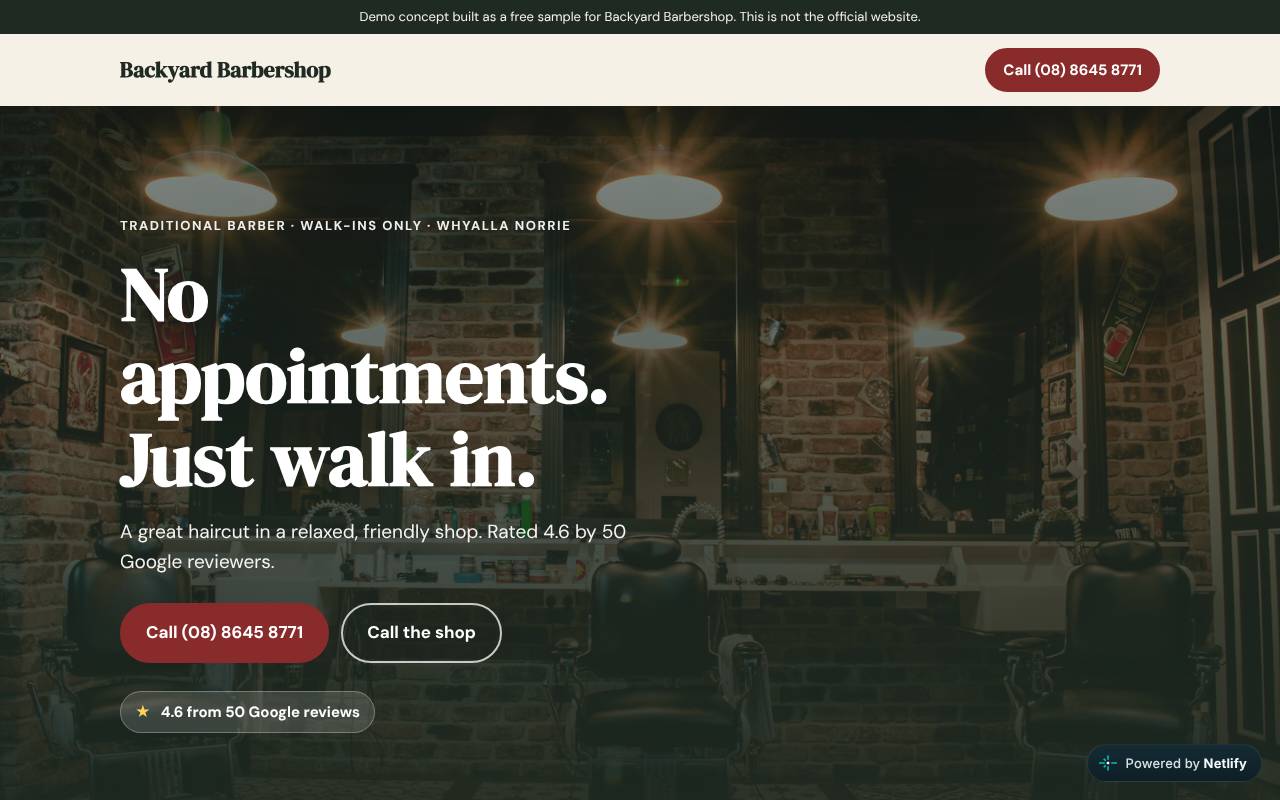 Demo concept built as a free sample for Backyard Barbershop. This is not the official website.
Backyard Barbershop
Call (08) 8645 8771
TRADITIONAL BARBER · WALK-INS ONLY · WHYALLA NORRIE
No
appointments.
Just walk in.
A great haircut in a relaxed, friendly shop. Rated 4.6 by 50
Google reviewers.
Call (08) 8645 8771
Call the shop
★ 4.6 from 50 Google reviews
Powered by Netlify